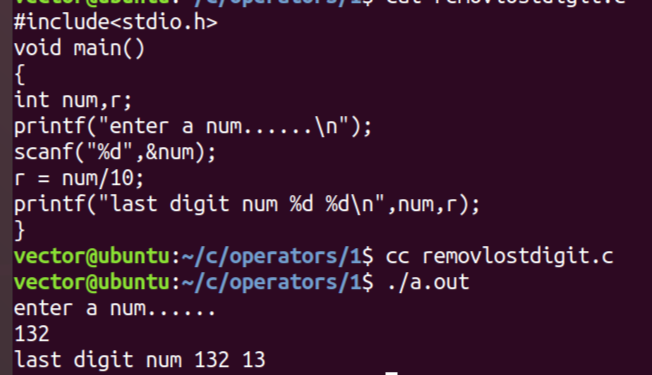 vector@ubuntu:~/c/operators/1$ cat removlostdigit.c
#include<stdio.h>
void main()
{
int num,r;
printf("enter a num......\n");
scanf("%d",&num);
r = num/10;
printf("last digit num %d %d\n",num,r);
}
vector@ubuntu:~/c/operators/1$ cc removlostdigit.c
vector@ubuntu:~/c/operators/1$ ./a.out
enter a num......
132
last digit num 132 13